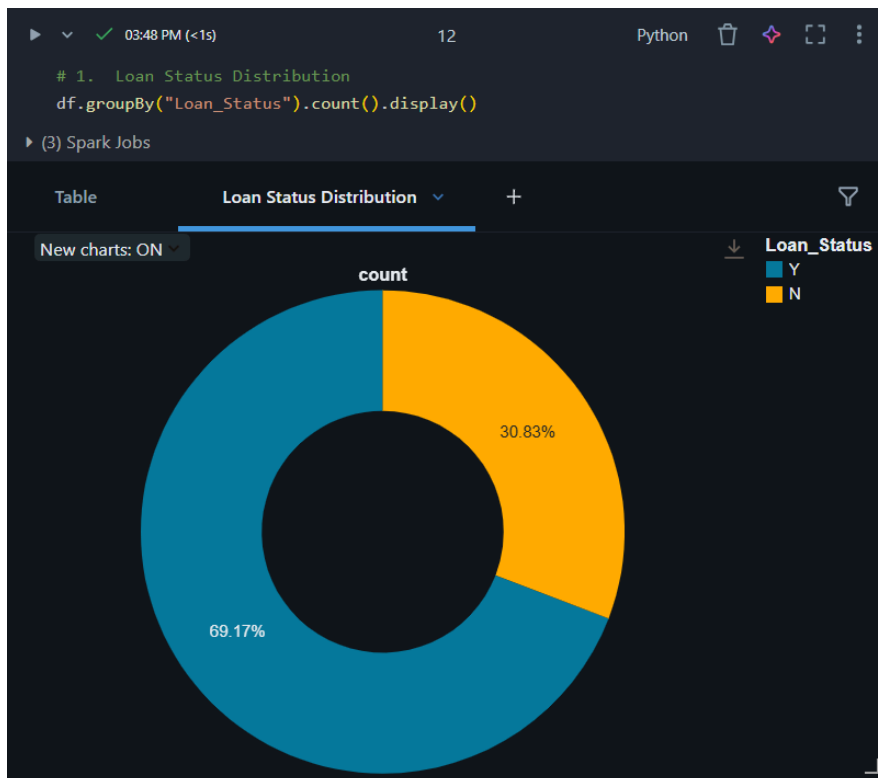 03:48 PM (<1s)
12
Python
# 1.  Loan Status Distribution
df.groupBy("Loan_Status").count().display()
(3) Spark Jobs
Table
Loan Status Distribution
+
New charts: ON
Loan_Status
Y
N
count
30.83%
69.17%